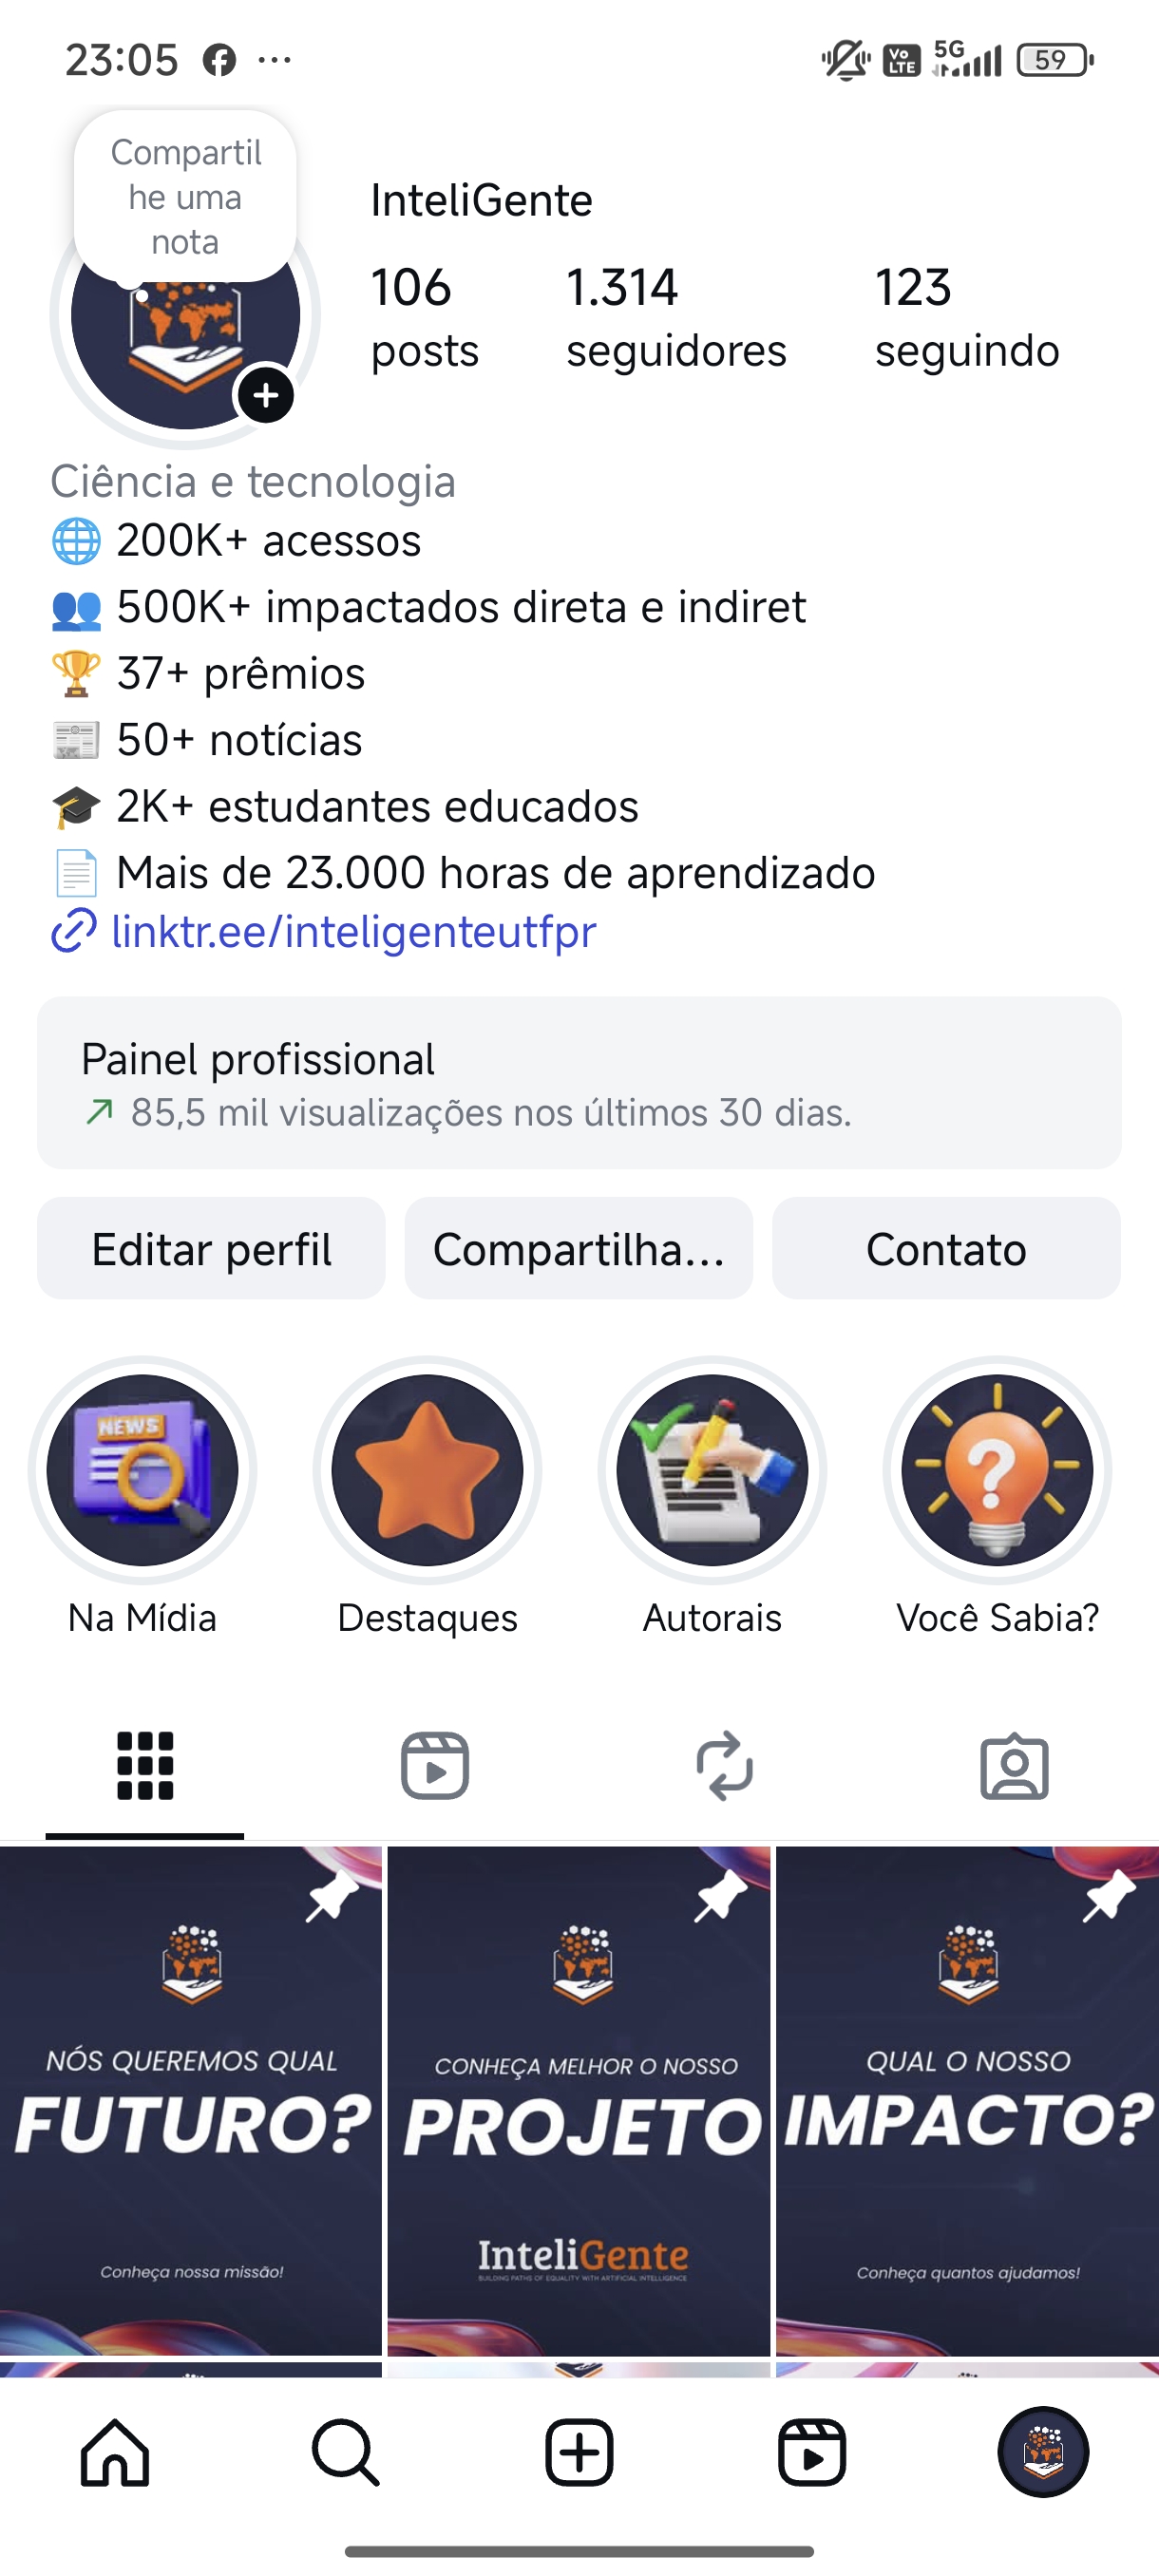 23:05
Vo
LTE
5G
59
Compartil
he uma
nota
InteliGente
106
1.314
123
posts
seguidores
seguindo
Ciência e tecnologia
200K+ acessos
500K+ impactados direta e indiret
37+ prêmios
50+ notícias
2K+ estudantes educados
Mais de 23.000 horas de aprendizado
linktr.ee/inteligenteutfpr
Painel profissional
85,5 mil visualizações nos últimos 30 dias.
Editar perfil
Compartilha...
Contato
NEWS
?
Na Mídia
Destaques
Autorais
Você Sabia?
NÓS QUEREMOS QUAL
FUTURO?
Conheça nossa missão!
CONHEÇA MELHOR O NOSSO
PROJETO
InteliGente
BUILDING PATHS OF EQUALITY WITH ARTIFICIAL INTELLIGENCE
QUAL O NOSSO
IMPACTO?
Conheça quantos ajudamos!